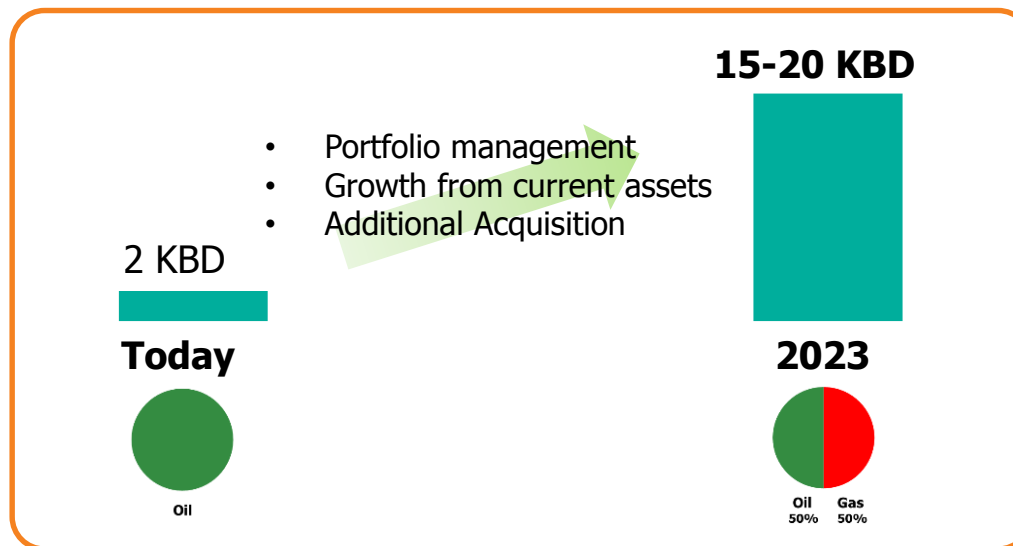 15-20 KBD
• Portfolio management
• Growth from current assets
• Additional Acquisition
2 KBD
Today
2023
Oil
Oil
50%
Gas
50%